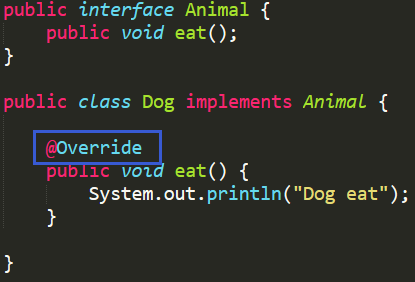 public interface Animal {
public void eat();
}
public class Dog implements Animal {
@Override
public void eat() {
System.out.println("Dog eat");
}
}